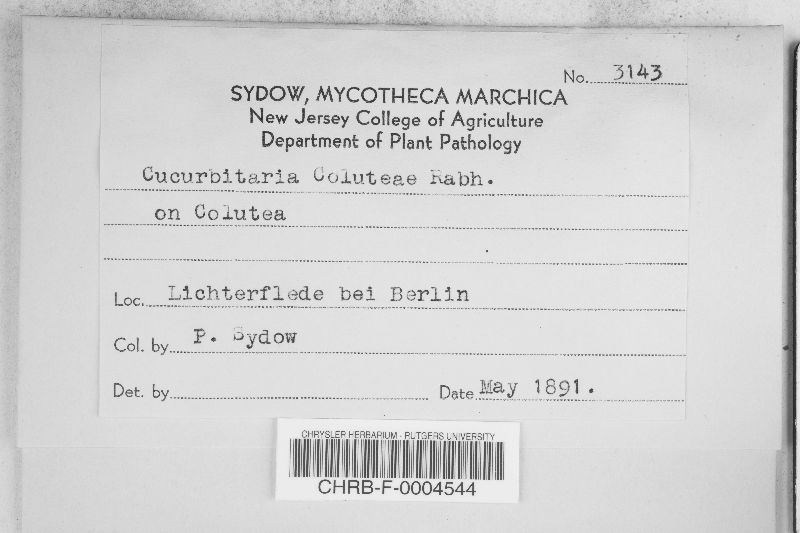 No. 3143
SYDOW, MYCOTHECA MARCHICA
New Jersey College of Agriculture
Department of Plant Pathology
Cucurbitaria Coluteae Rabh.
on Colutea
Loc. Lichterflede bei Berlin
Col. by P. Sydow
Det. by
Date May 1891.
CHRYSLER HERBARIUM - RUTGERS UNIVERSITY
CHRB-F-0004544